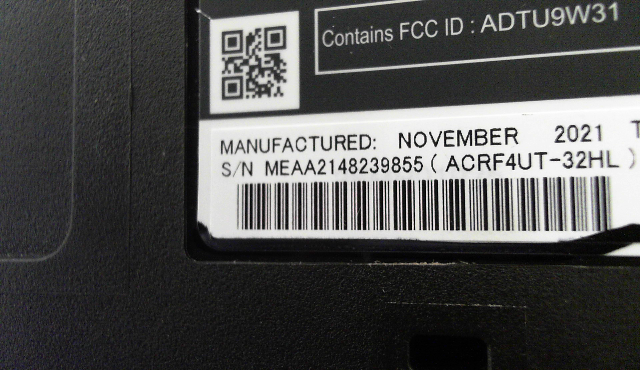 Contains FCC ID : ADTU9W31
MANUFACTURED: NOVEMBER 2021
S/N MEAA2148239855 ( ACRF4UT-32HL )